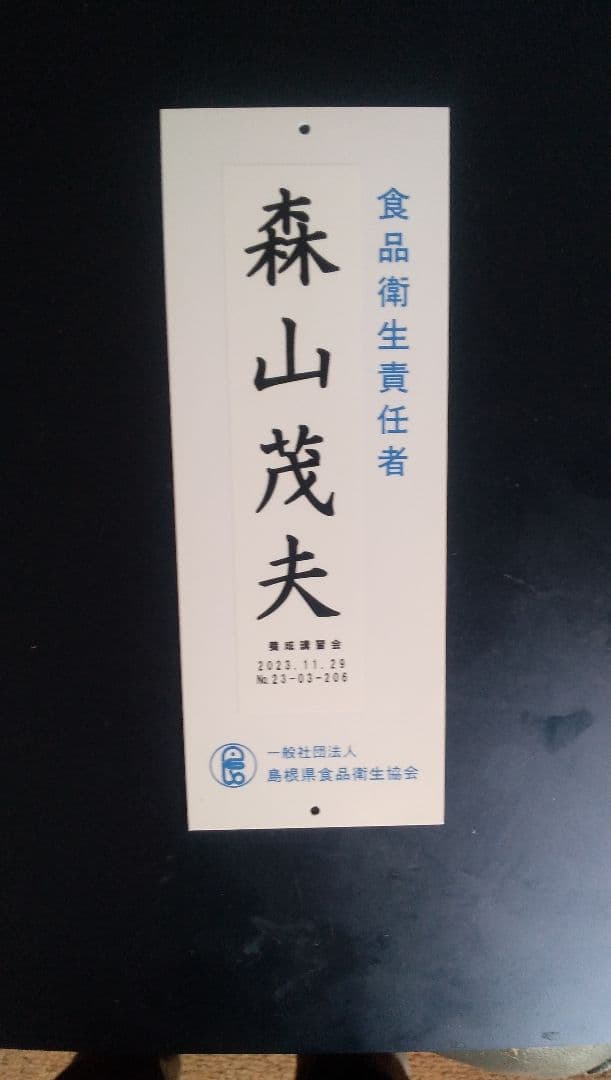 食品衛生責任者
森山茂夫
養成講習会
2023.11.29
№23-03-206
一般社団法人
島根県食品衛生協会